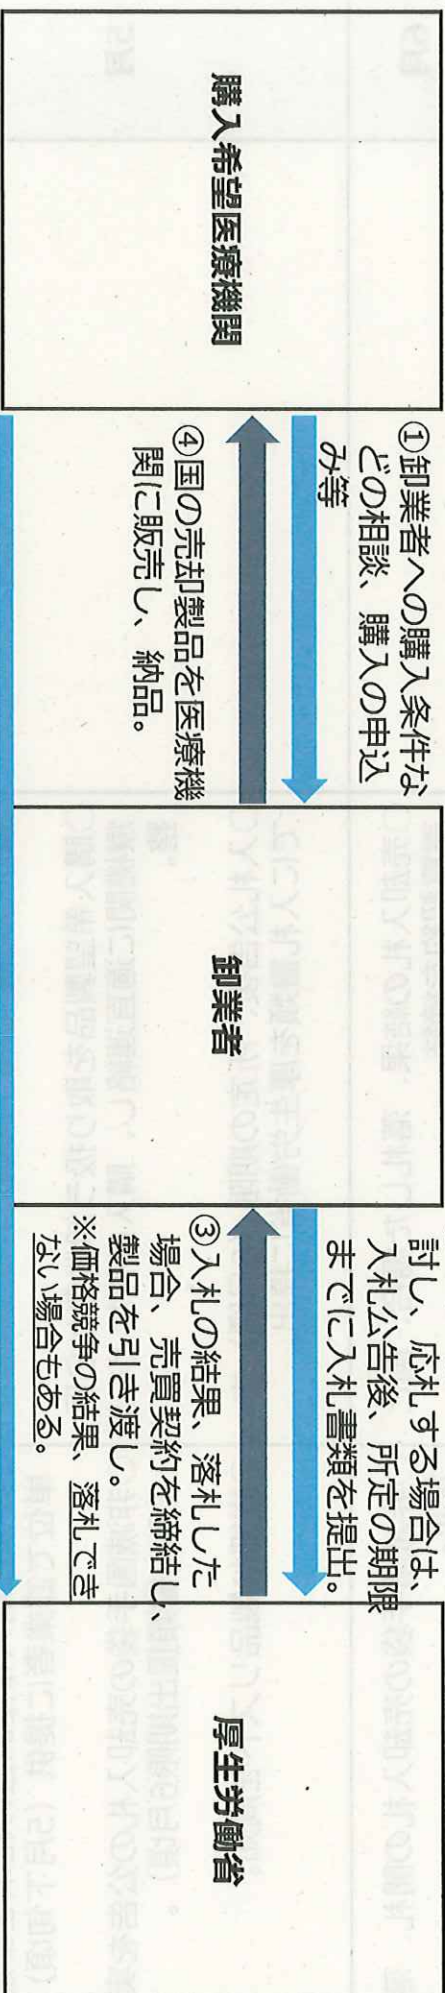 購入希望医療機関
①卸業者への購入条件な
どの相談、購入の申込
み等
④国の売却製品を医療機
関に販売し、納品。
卸業者
討し、応札する場合は、
入札公告後、所定の期限
までに入札書類を提出。
③入札の結果、落札した
場合、売買契約を締結し、
製品を引き渡し。
※価格競争の結果、落札でき
ない場合もある。
厚生労働省